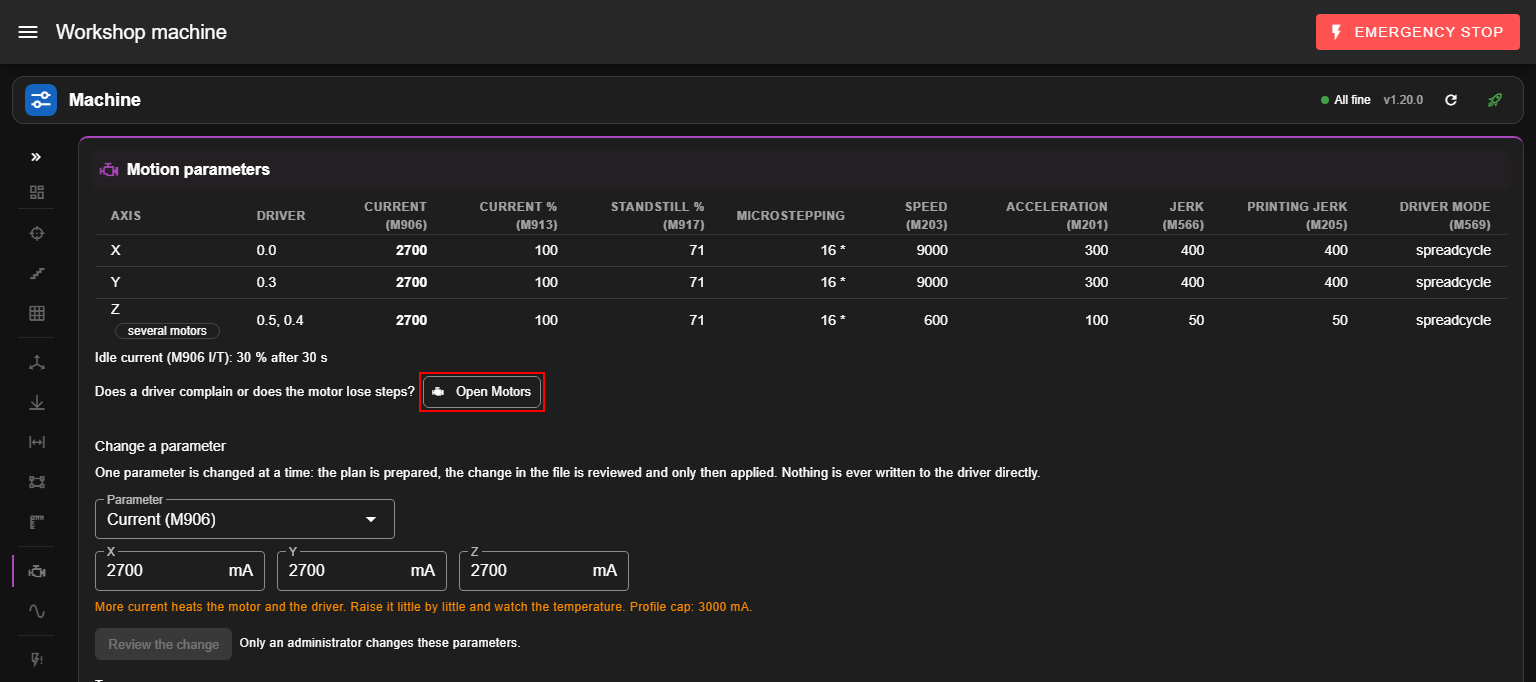 Workshop machine
EMERGENCY STOP
Machine
All fine v1.20.0
Motion parameters
AXIS DRIVER CURRENT (M906) CURRENT % (M913) STANDSTILL % (M917) MICROSTEPPING SPEED (M203) ACCELERATION (M201) JERK (M566) PRINTING JERK (M205) DRIVER MODE (M569)
X 0.0 2700 100 71 16 * 9000 300 400 400 spreadcycle
Y 0.3 2700 100 71 16 * 9000 300 400 400 spreadcycle
Z several motors 0.5, 0.4 2700 100 71 16 * 600 100 50 50 spreadcycle
Idle current (M906 I/T): 30 % after 30 s
Does a driver complain or does the motor lose steps? Open Motors
Change a parameter
One parameter is changed at a time: the plan is prepared, the change in the file is reviewed and only then applied. Nothing is ever written to the driver directly.
Parameter
Current (M906)
X Y Z
2700 mA 2700 mA 2700 mA
More current heats the motor and the driver. Raise it little by little and watch the temperature. Profile cap: 3000 mA.
Review the change Only an administrator changes these parameters.